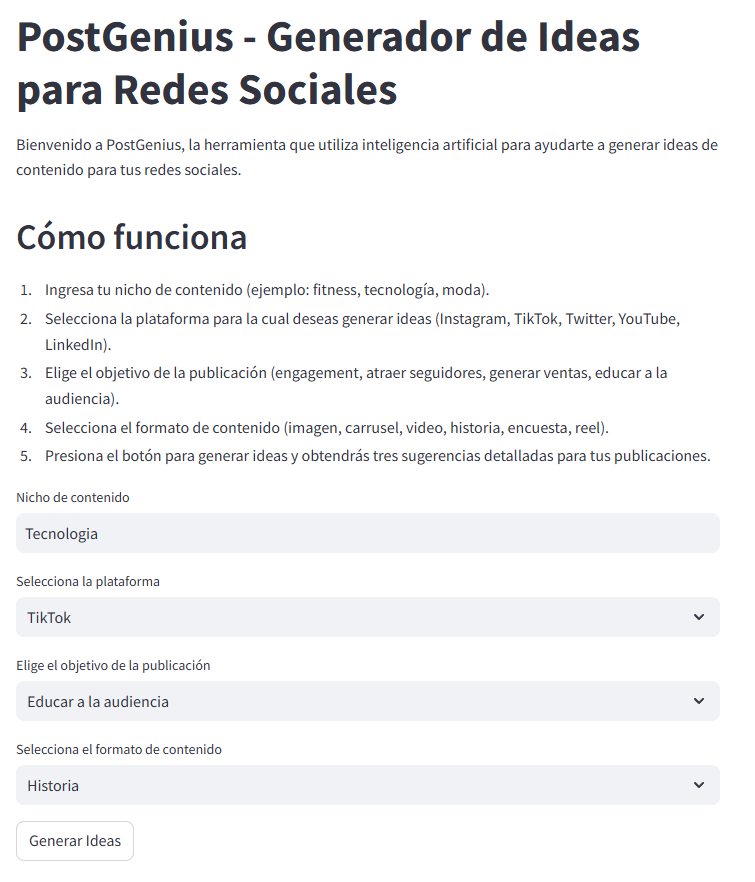 PostGenius - Generador de Ideas
para Redes Sociales
Bienvenido a PostGenius, la herramienta que utiliza inteligencia artificial para ayudarte a generar ideas de
contenido para tus redes sociales.
Cómo funciona
1. Ingresa tu nicho de contenido (ejemplo: fitness, tecnología, moda).
2. Selecciona la plataforma para la cual deseas generar ideas (Instagram, TikTok, Twitter, YouTube,
LinkedIn).
3. Elige el objetivo de la publicación (engagement, atraer seguidores, generar ventas, educar a la
audiencia).
4. Selecciona el formato de contenido (imagen, carrusel, video, historia, encuesta, reel).
5. Presiona el botón para generar ideas y obtendrás tres sugerencias detalladas para tus publicaciones.
Nicho de contenido
Tecnologia
Selecciona la plataforma
TikTok
Elige el objetivo de la publicación
Educar a la audiencia
Selecciona el formato de contenido
Historia
Generar Ideas